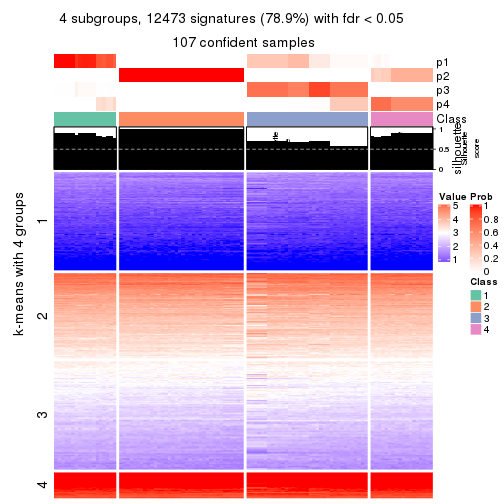 4 subgroups, 12473 signatures (78.9%) with fdr < 0.05
107 confident samples
p1
p2
p3
p4
Class
1
0.5
0
silhouette
Silhouette
score
k-means with 4 groups
1
2
3
4
Value
5
4
3
2
1
Prob
1
0.8
0.6
0.4
0.2
0
Class
1
2
3
4